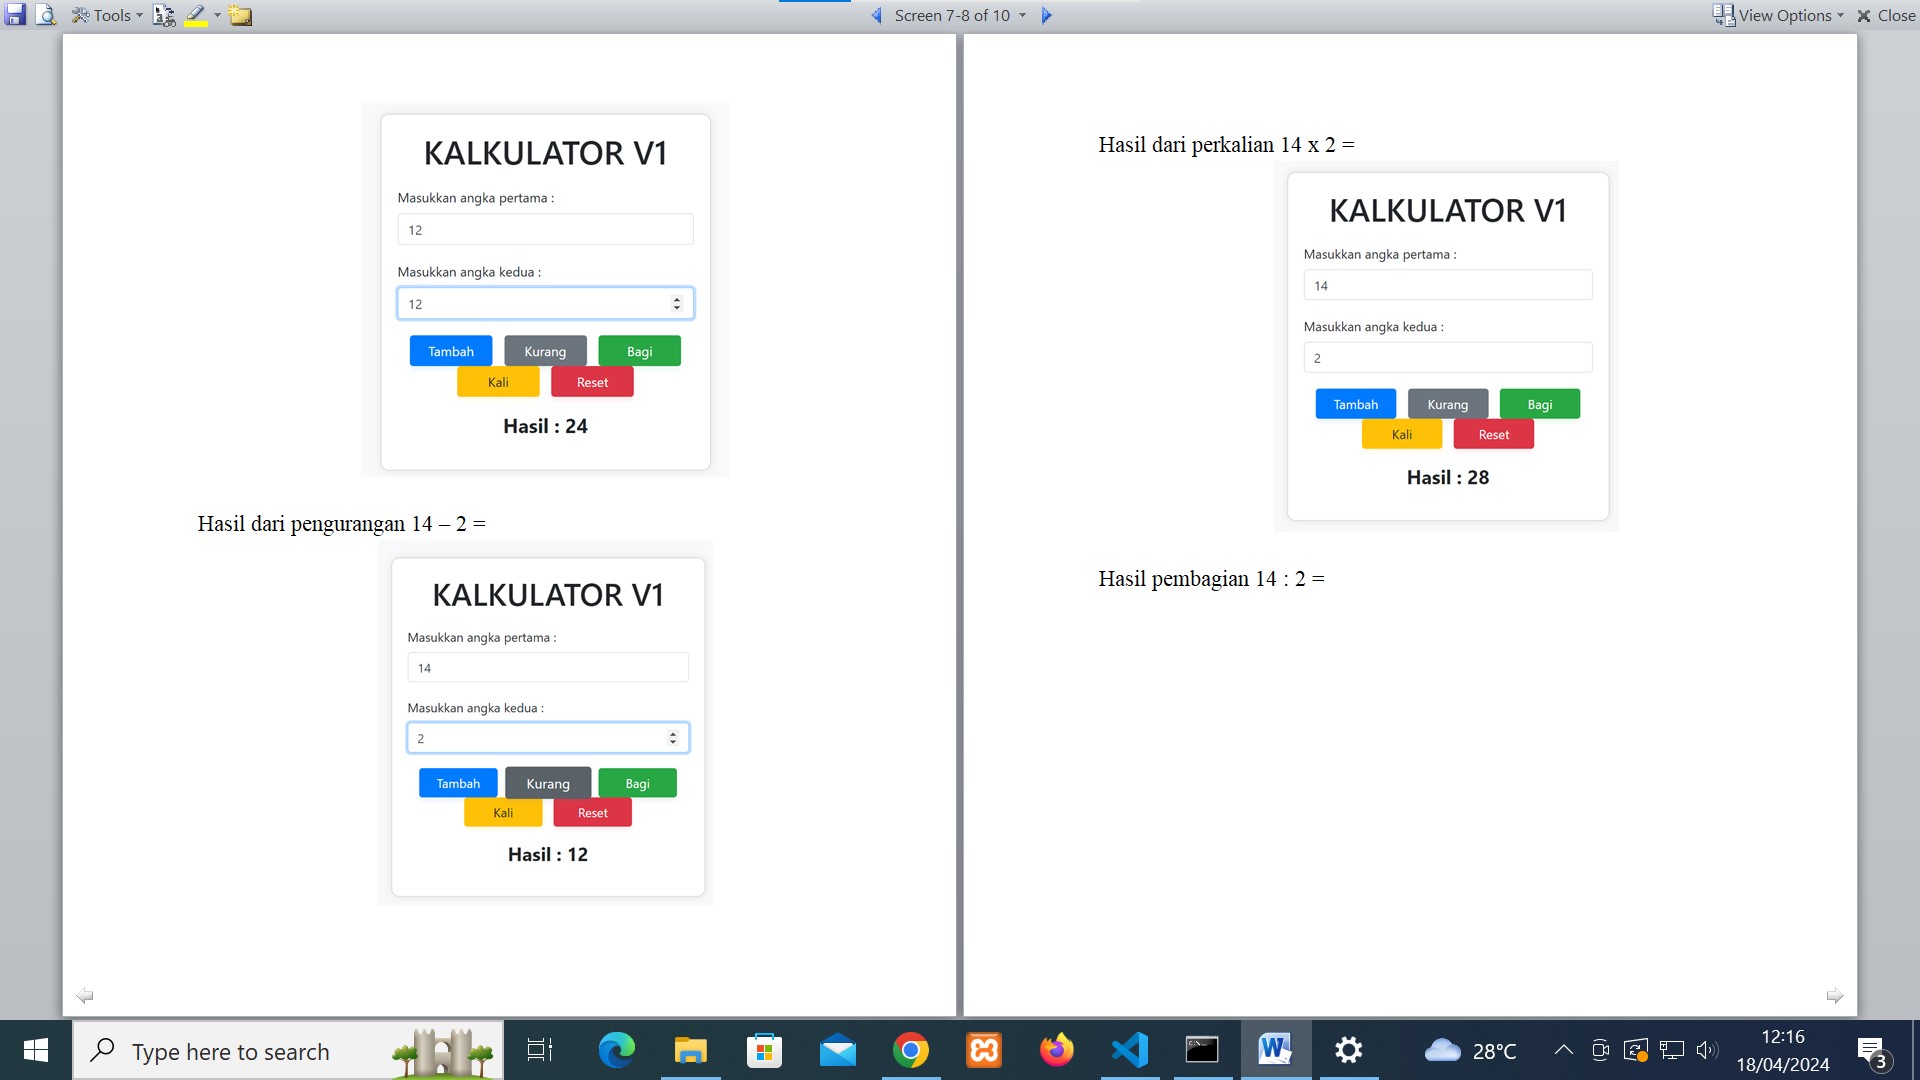 Tools
Screen 7-8 of 10
View Options
Close
KALKULATOR V1
Masukkan angka pertama :
12
Masukkan angka kedua :
12
Tambah Kurang Bagi
Kali Reset
Hasil : 24
Hasil dari pengurangan 14 – 2 =
KALKULATOR V1
Masukkan angka pertama :
14
Masukkan angka kedua :
2
Tambah Kurang Bagi
Kali Reset
Hasil : 12
Hasil dari perkalian 14 x 2 =
KALKULATOR V1
Masukkan angka pertama :
14
Masukkan angka kedua :
2
Tambah Kurang Bagi
Kali Reset
Hasil : 28
Hasil pembagian 14 : 2 =
Type here to search
28°C
12:16
18/04/2024
3